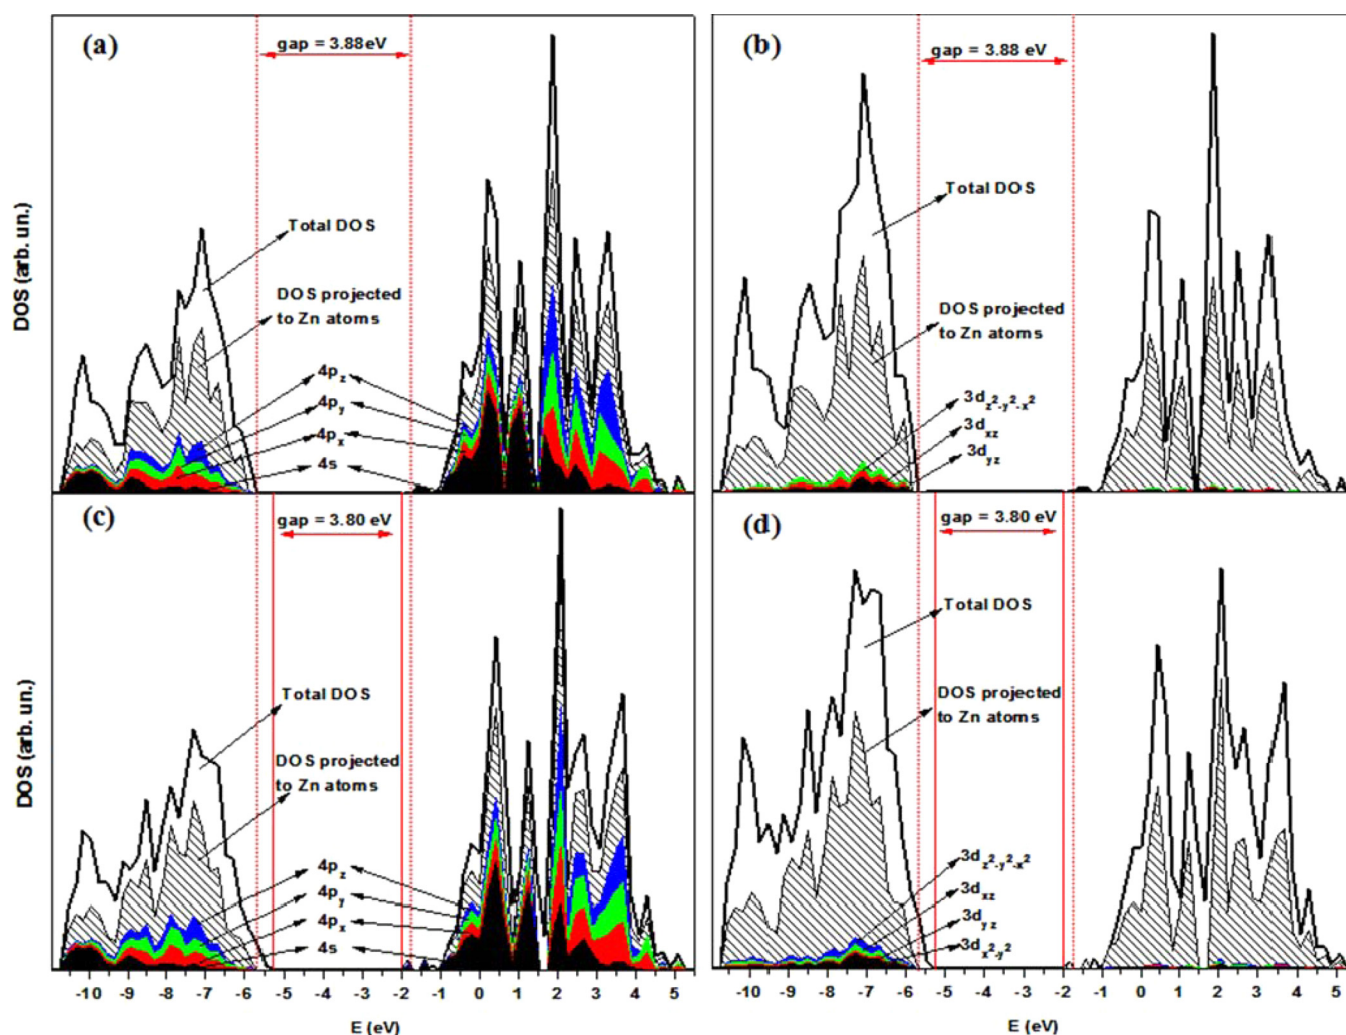 (a)
gap = 3.88eV
Total DOS
DOS projected
to Zn atoms
4pz
4py
4px
4s
DOS (arb. un.)
(b)
gap = 3.88 eV
Total DOS
DOS projected
to Zn atoms
3dz²-y²-x²
3dxz
3dyz
(c)
gap = 3.80 eV
Total DOS
DOS projected
to Zn atoms
4pz
4py
4px
4s
DOS (arb. un.)
-10 -9 -8 -7 -6 -5 -4 -3 -2 -1 0 1 2 3 4 5
E (eV)
(d)
gap = 3.80 eV
Total DOS
DOS projected
to Zn atoms
3dz²-y²-x²
3dxz
3dyz
3dx²-y²
-10 -9 -8 -7 -6 -5 -4 -3 -2 -1 0 1 2 3 4 5
E (eV)